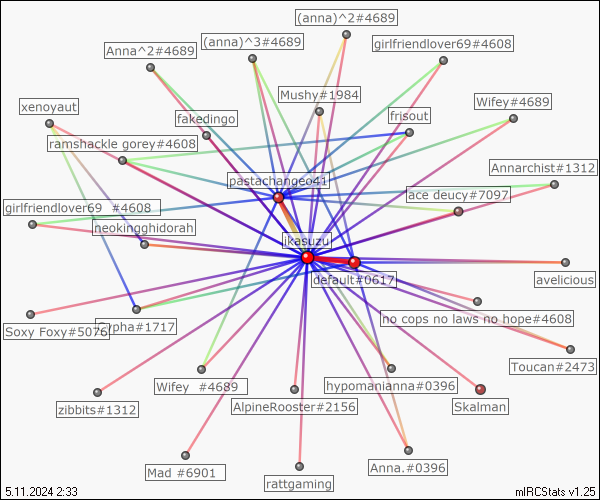 (anna)^2#4689
(anna)^3#4689
girlfriendlover69#4608
Anna^2#4689
Mushy#1984
xenoyaut
Wifey#4689
fakedingo
frisout
ramshackle gorey#4608
Annarchist#1312
pastachangeo41
ace deucy#7097
girlfriendlover69 #4608
neokingghidorah
ikasuzu
default#0617
avelicious
no cops no laws no hope#4608
Soxy Foxy#5076
Sypha#1717
Toucan#2473
Wifey #4689
hypomanianna#0396
zibbits#1312
AlpineRooster#2156
Skalman
Mad #6901
Anna.#0396
rattgaming
5.11.2024 2:33
mIRCStats v1.25